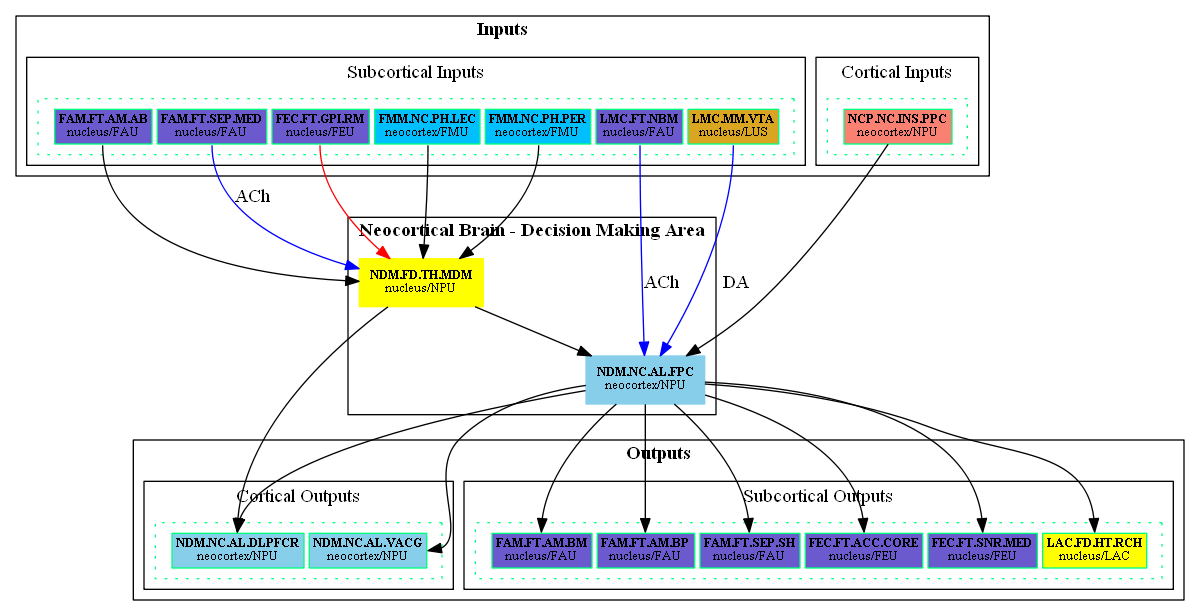 Inputs
Subcortical Inputs
Cortical Inputs
FAM.FT.AM.AB
nucleus/FAU
FAM.FT.SEP.MED
nucleus/FAU
FEC.FT.GPI.RM
nucleus/FEU
FMM.NC.PH.LEC
neocortex/FMU
FMM.NC.PH.PER
neocortex/FMU
LMC.FT.NBM
nucleus/FAU
LMC.MM.VTA
nucleus/LUS
NCP.NC.INS.PPC
neocortex/NPU
ACh
Neocortical Brain - Decision Making Area
NDM.FD.TH.MDM
nucleus/NPU
ACh
DA
NDM.NC.AL.FPC
neocortex/NPU
Outputs
Cortical Outputs
Subcortical Outputs
NDM.NC.AL.DLPFCR
neocortex/NPU
NDM.NC.AL.VACG
neocortex/NPU
FAM.FT.AM.BM
nucleus/FAU
FAM.FT.AM.BP
nucleus/FAU
FAM.FT.SEP.SH
nucleus/FAU
FEC.FT.ACC.CORE
nucleus/FEU
FEC.FT.SNR.MED
nucleus/FEU
LAC.FD.HT.RCH
nucleus/LAC